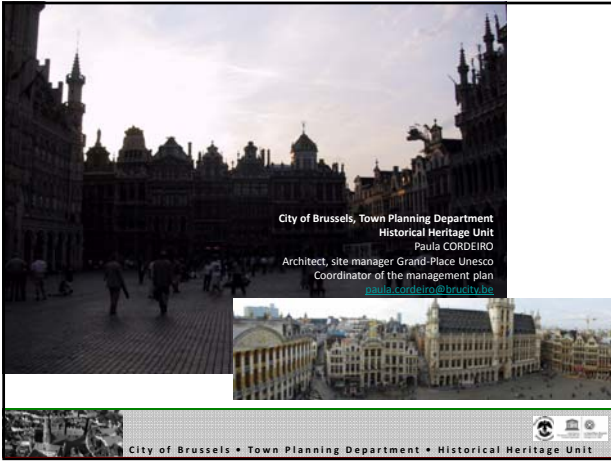 City of Brussels, Town Planning Department
Historical Heritage Unit
Paula CORDEIRO
Architect, site manager Grand-Place Unesco
Coordinator of the management plan
paula.cordeiro@brucity.be
City of Brussels • Town Planning Department • Historical Heritage Unit